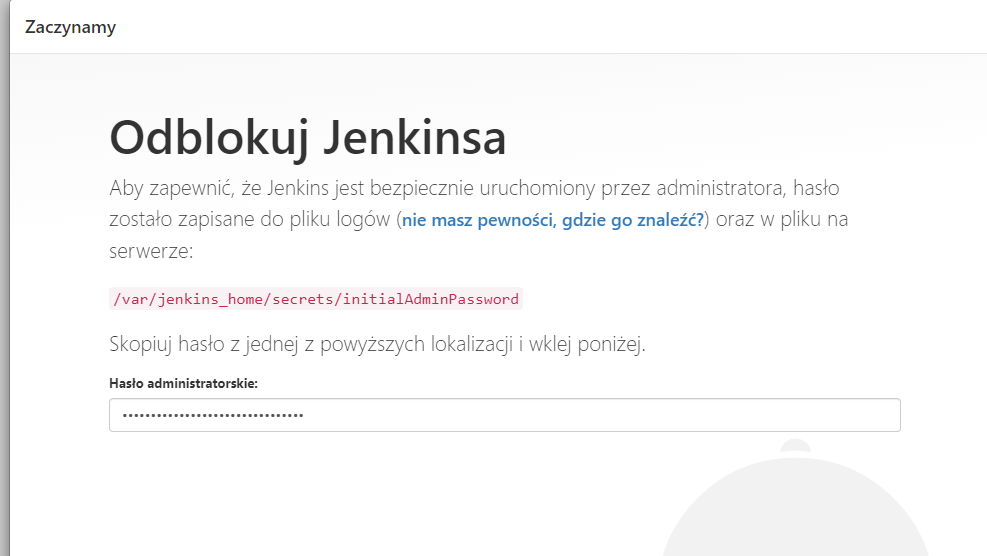 Zaczynamy
Odblokuj Jenkinsa
Aby zapewnić, że Jenkins jest bezpiecznie uruchomiony przez administratora, hasło
zostało zapisane do pliku logów (nie masz pewności, gdzie go znaleźć?) oraz w pliku na
serwerze:
/var/jenkins_home/secrets/initialAdminPassword
Skopiuj hasło z jednej z powyższych lokalizacji i wklej poniżej.
Hasło administratorskie:
••••••••••••••••••••••••••••••••